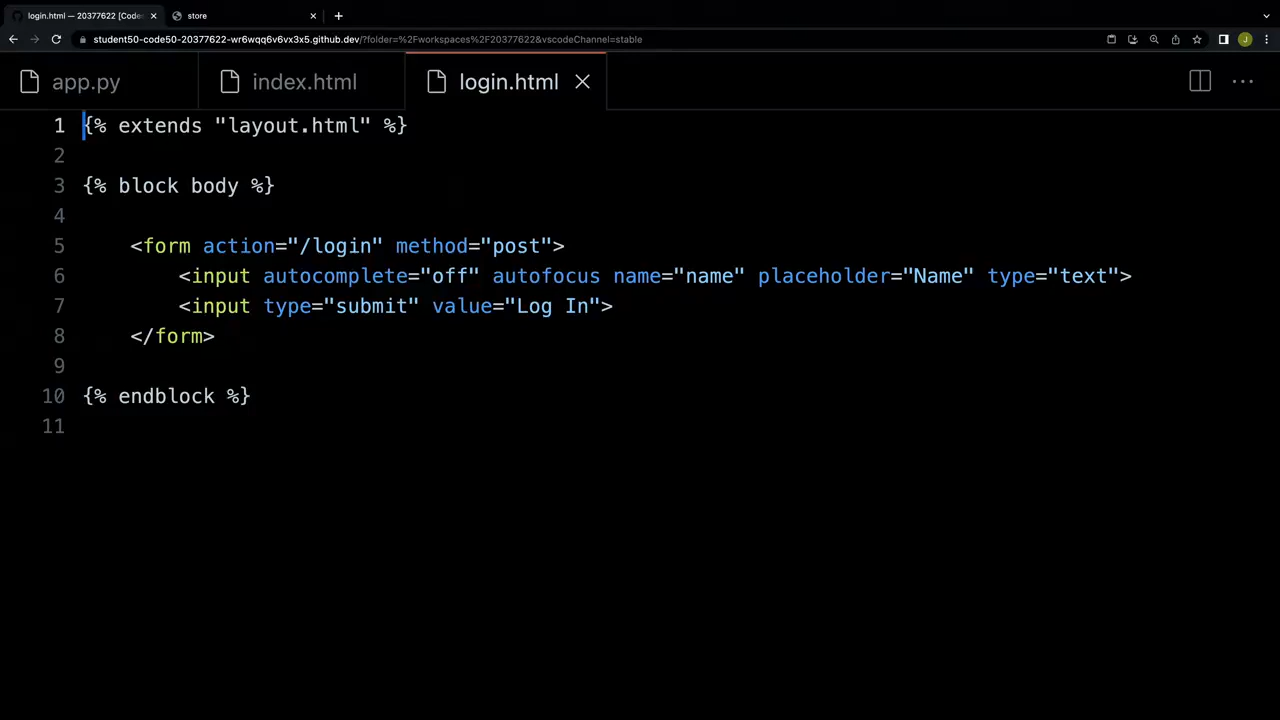 login.html — 20377622 [Codes
store
student50-code50-20377622-wr6wqq6v6vx3x5.github.dev/?folder=%2Fworkspaces%2F20377622&vscodeChannel=stable
J
app.py
index.html
login.html
1 {% extends "layout.html" %}
2
3 {% block body %}
4
5 <form action="/login" method="post">
6 <input autocomplete="off" autofocus name="name" placeholder="Name" type="text">
7 <input type="submit" value="Log In">
8 </form>
9
10 {% endblock %}
11